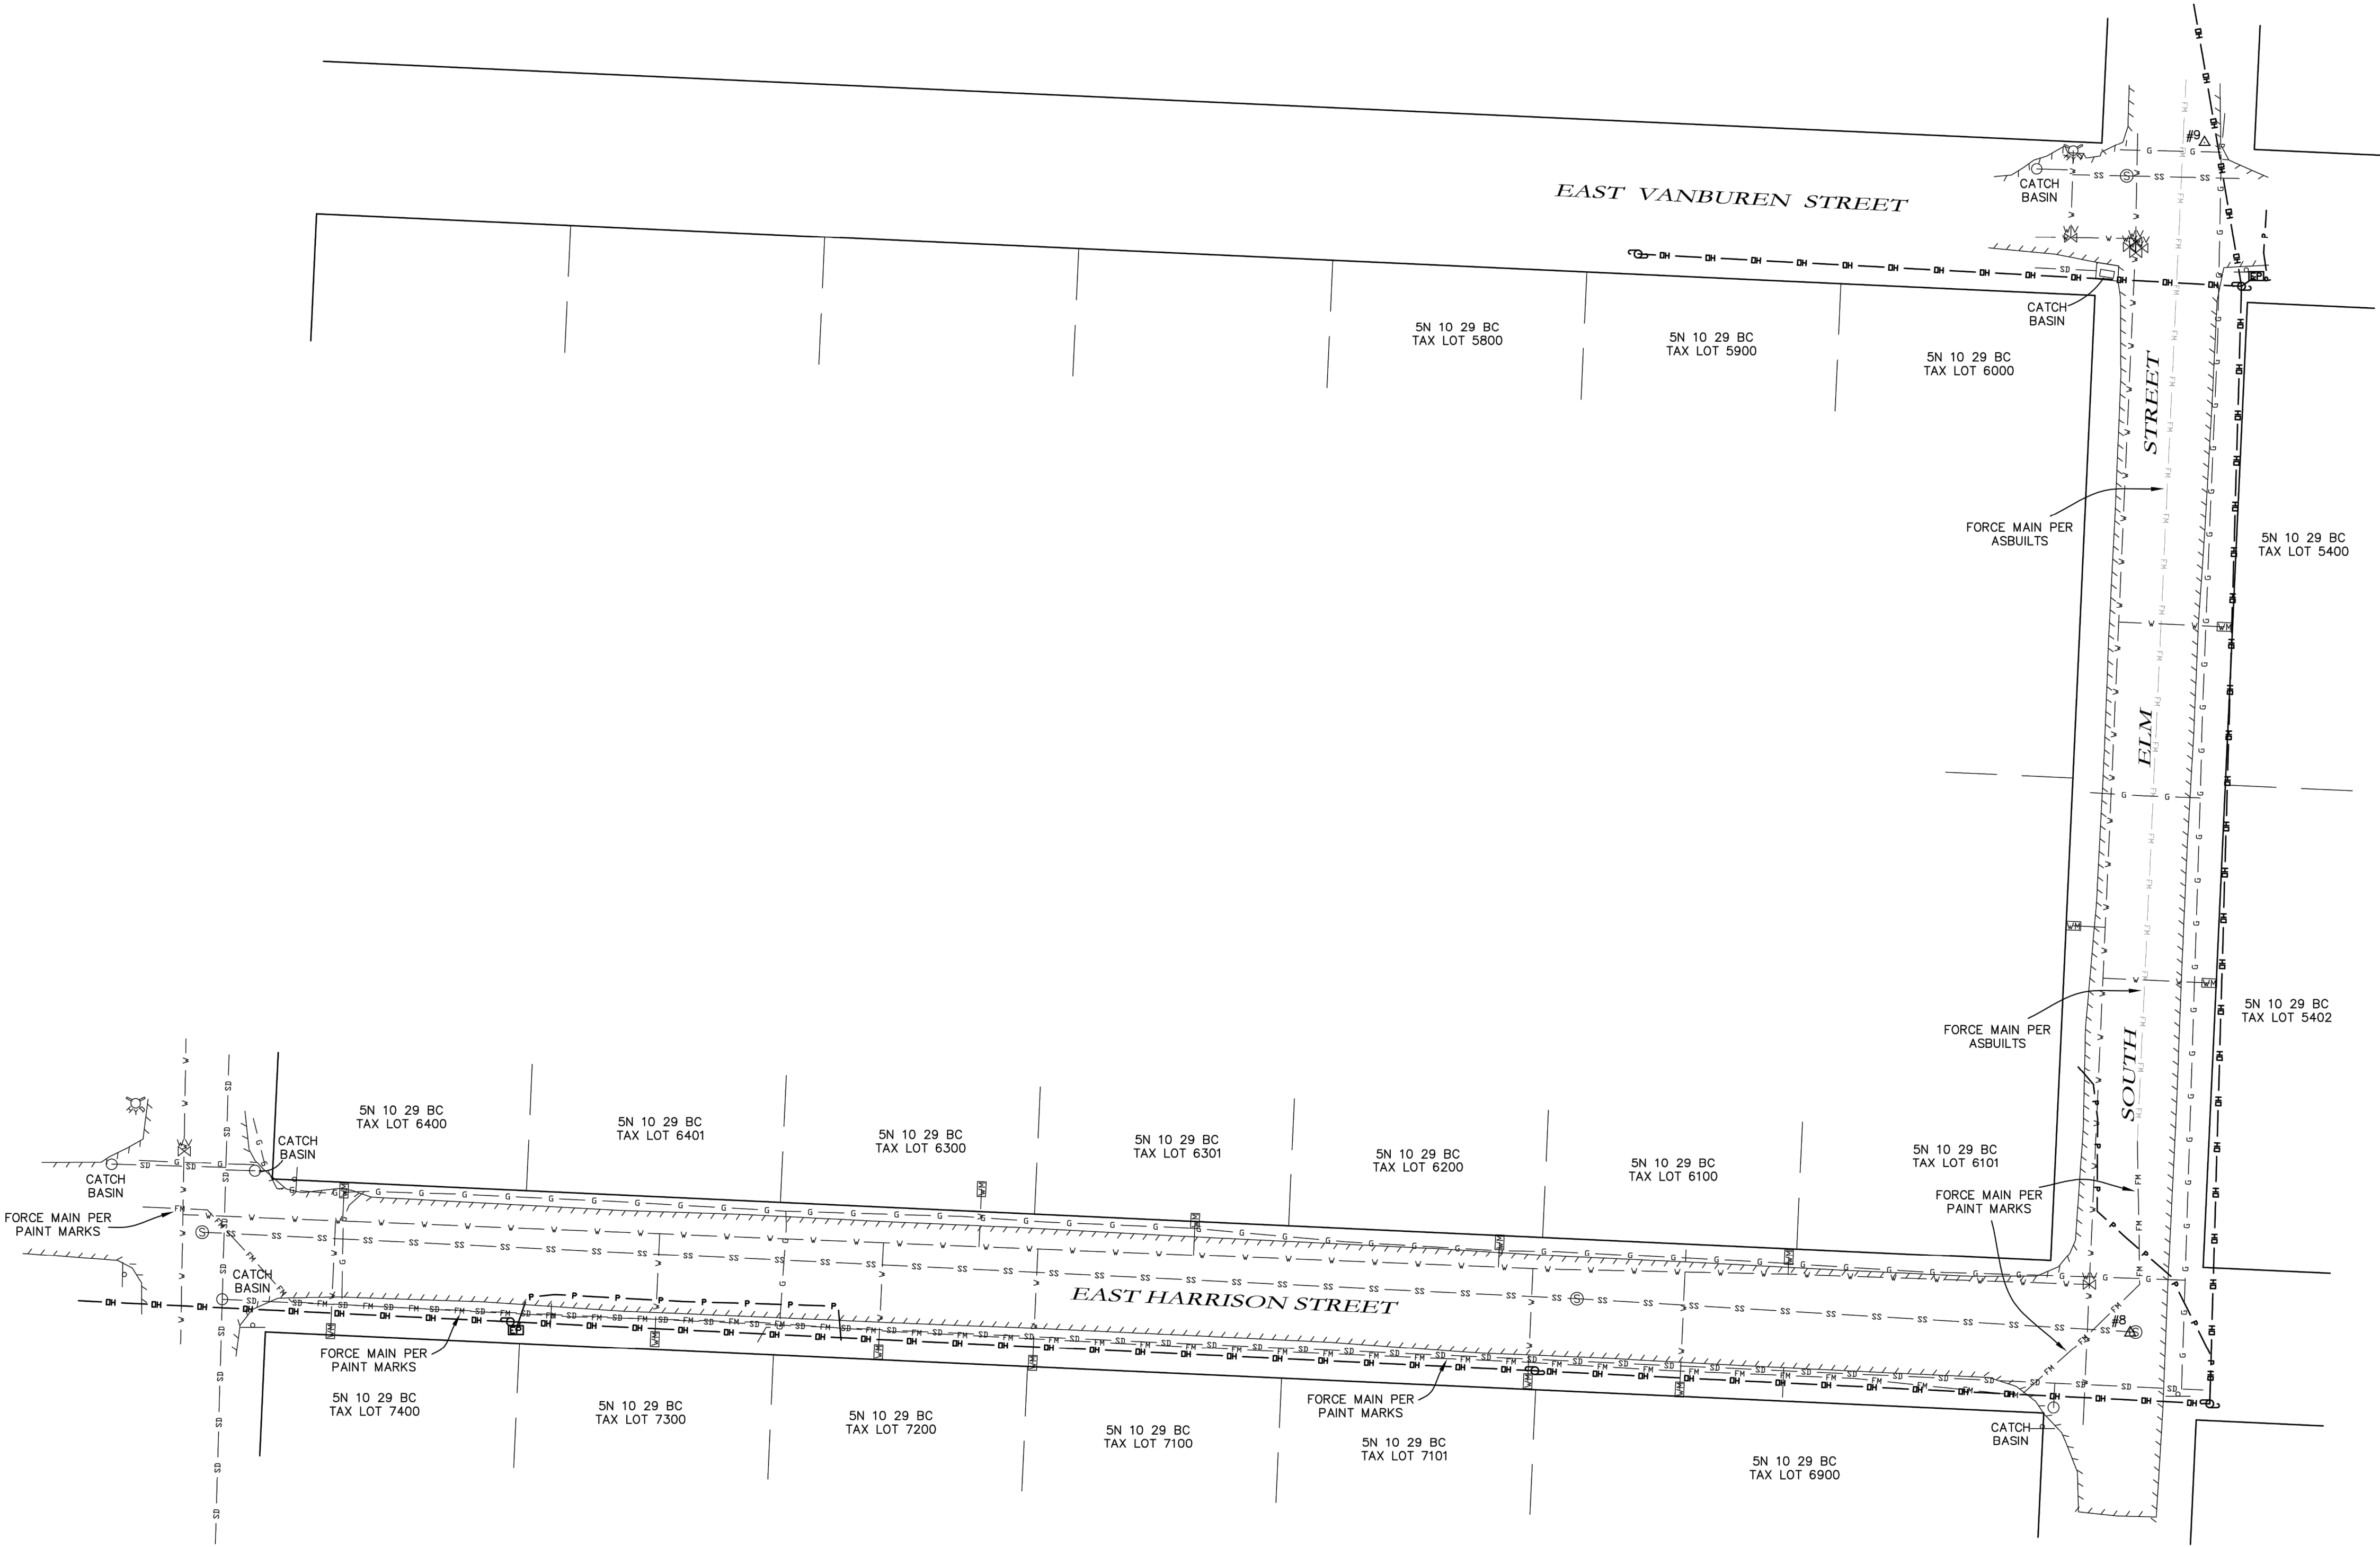 #9
CATCH
BASIN
EAST VANBUREN STREET
CATCH
BASIN
EP
5N 10 29 BC
TAX LOT 5800
5N 10 29 BC
TAX LOT 5900
5N 10 29 BC
TAX LOT 6000
SOUTH ELM STREET
FORCE MAIN PER
ASBUILTS
5N 10 29 BC
TAX LOT 5400
WM
WM
WM
FORCE MAIN PER
ASBUILTS
5N 10 29 BC
TAX LOT 5402
5N 10 29 BC
TAX LOT 6400
5N 10 29 BC
TAX LOT 6401
5N 10 29 BC
TAX LOT 6300
5N 10 29 BC
TAX LOT 6301
5N 10 29 BC
TAX LOT 6200
5N 10 29 BC
TAX LOT 6100
5N 10 29 BC
TAX LOT 6101
CATCH
BASIN
CATCH
BASIN
FORCE MAIN PER
PAINT MARKS
FORCE MAIN PER
PAINT MARKS
CATCH
BASIN
EAST HARRISON STREET
#8
EP
FORCE MAIN PER
PAINT MARKS
FORCE MAIN PER
PAINT MARKS
5N 10 29 BC
TAX LOT 7400
5N 10 29 BC
TAX LOT 7300
5N 10 29 BC
TAX LOT 7200
5N 10 29 BC
TAX LOT 7100
5N 10 29 BC
TAX LOT 7101
5N 10 29 BC
TAX LOT 6900
CATCH
BASIN